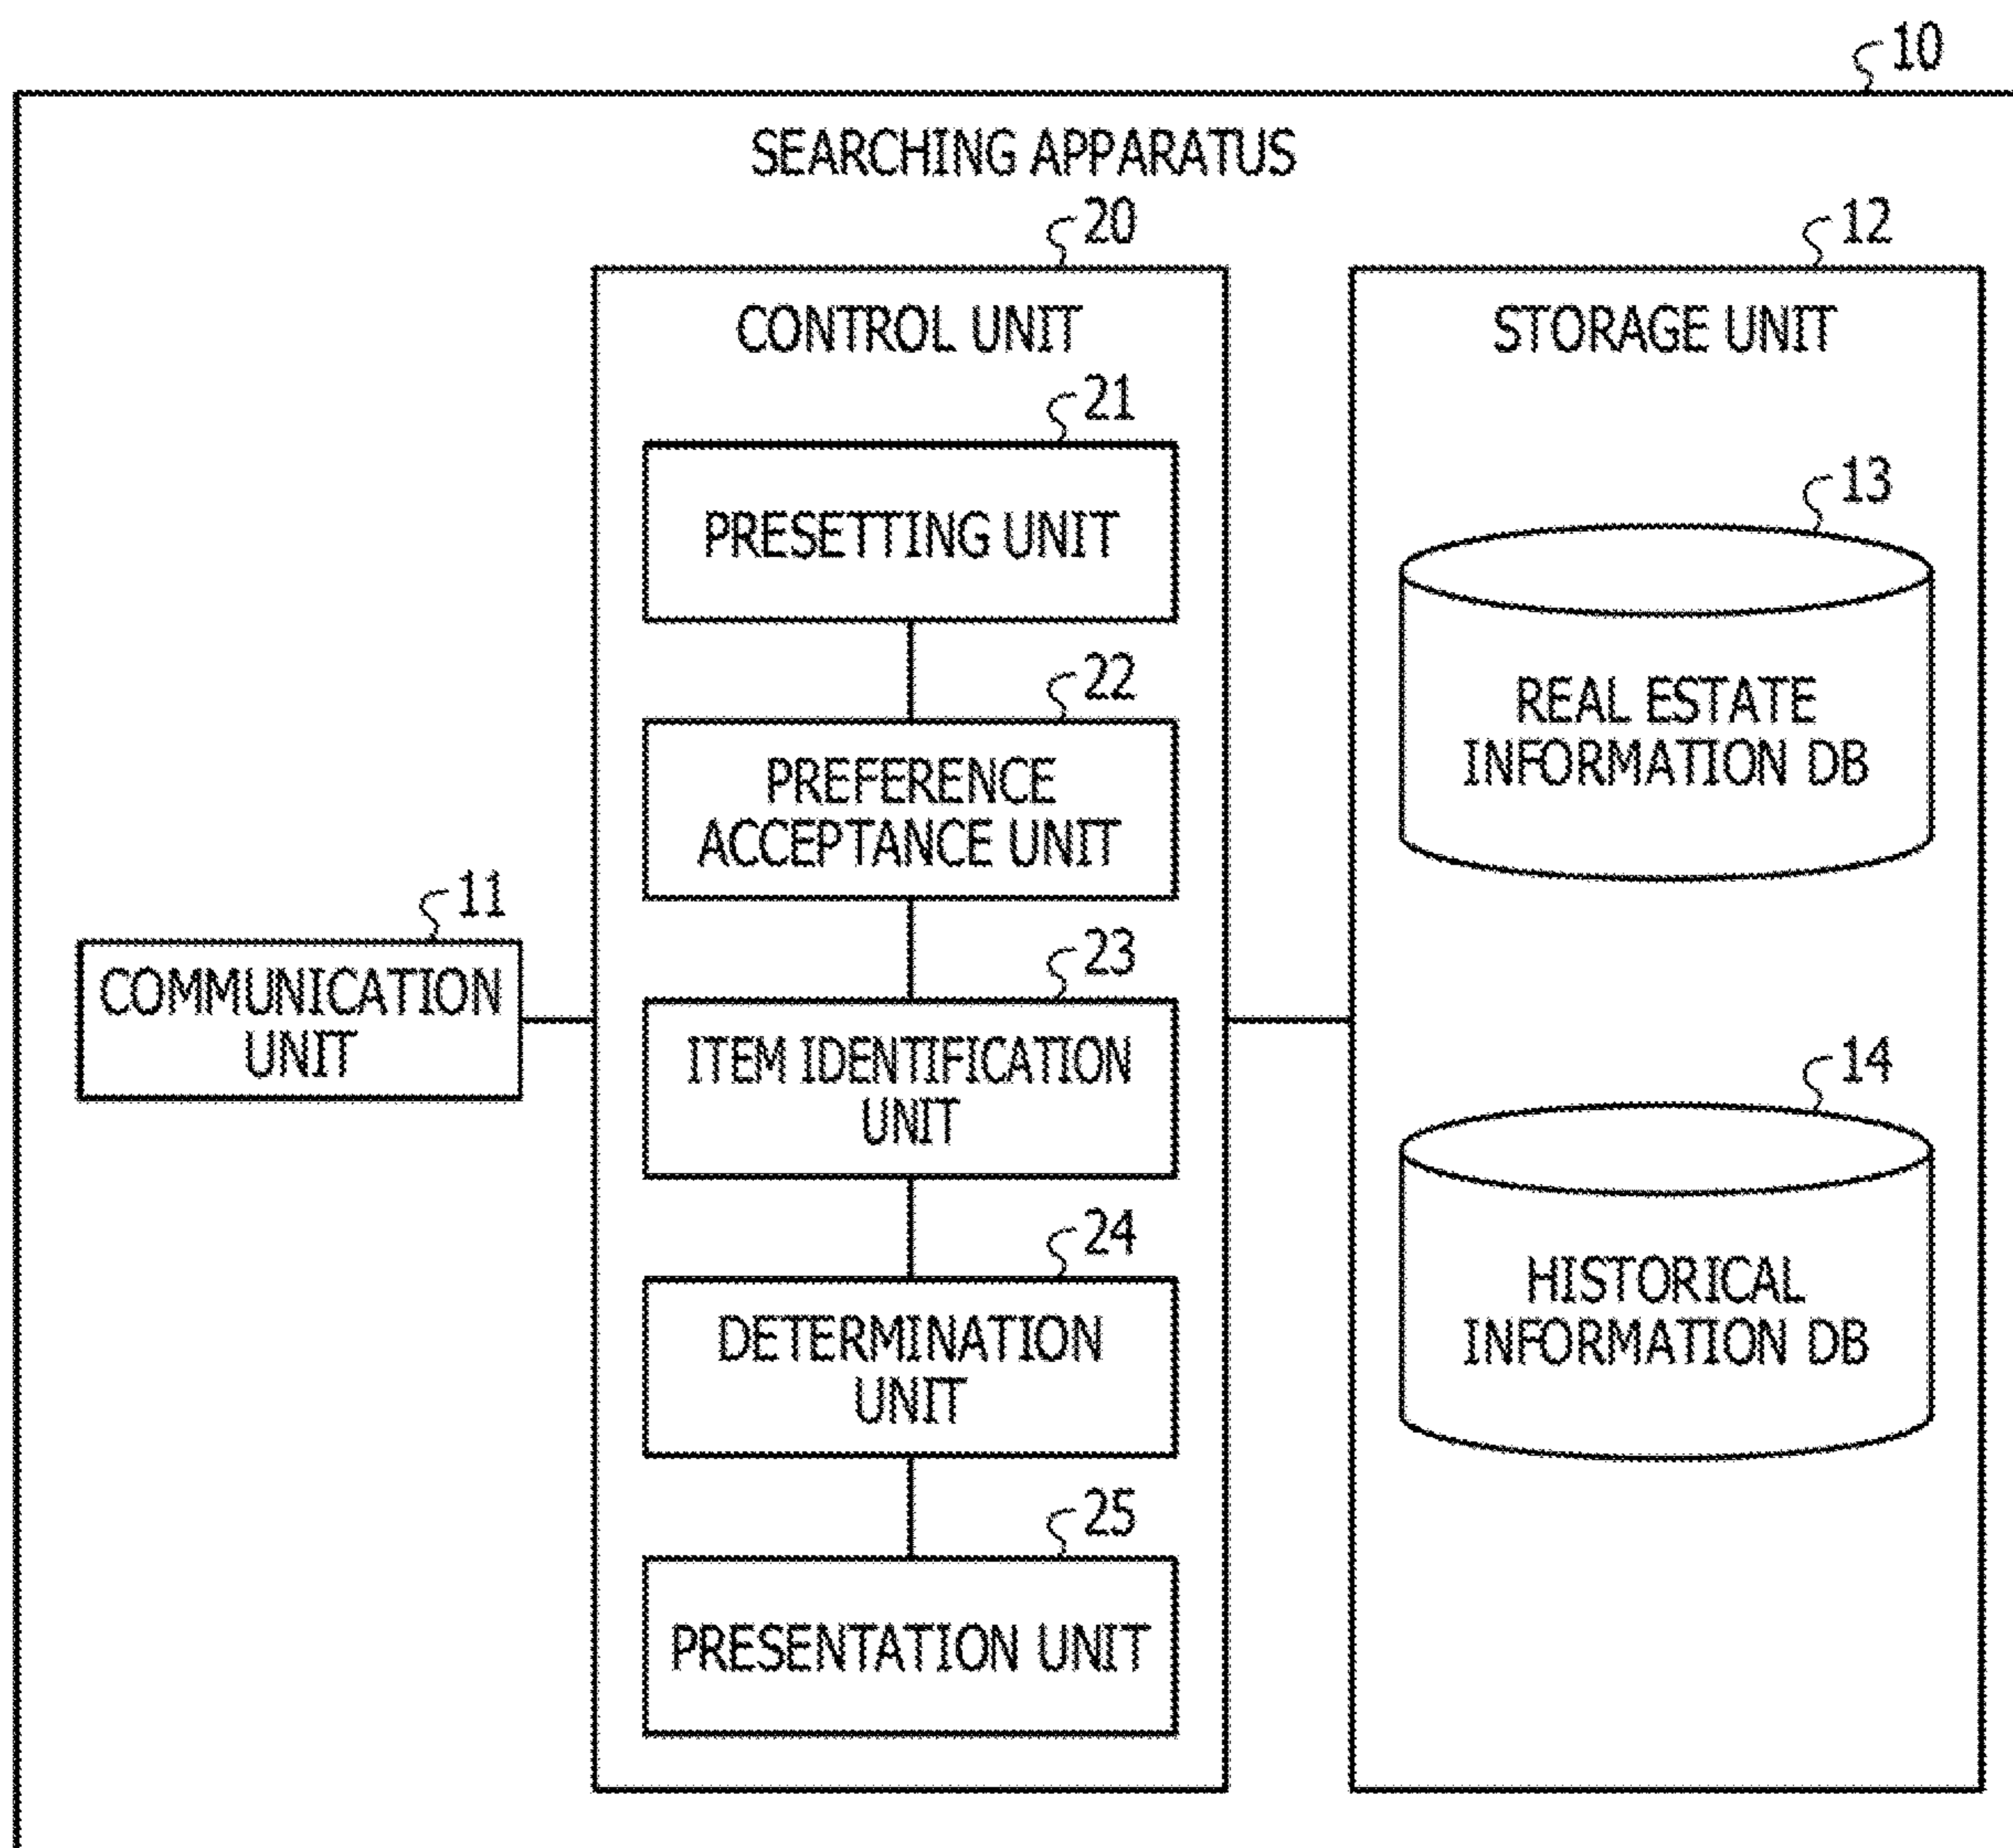 10
SEARCHING APPARATUS
20
CONTROL UNIT
21
PRESETTING UNIT
22
PREFERENCE
ACCEPTANCE UNIT
11
COMMUNICATION
UNIT
23
ITEM IDENTIFICATION
UNIT
24
DETERMINATION
UNIT
25
PRESENTATION UNIT
12
STORAGE UNIT
13
REAL ESTATE
INFORMATION DB
14
HISTORICAL
INFORMATION DB